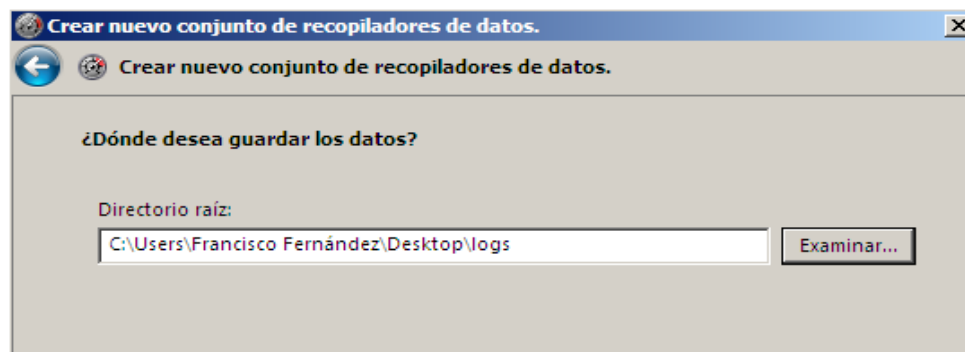 Crear nuevo conjunto de recopiladores de datos.
Crear nuevo conjunto de recopiladores de datos.
¿Dónde desea guardar los datos?
Directorio raíz:
C:\Users\Francisco Fernández\Desktop\logs
Examinar...